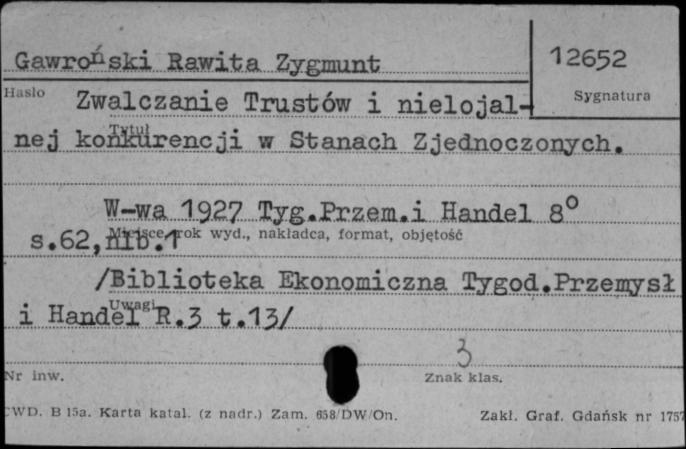 Gawroński Rawita Zygmunt
12652
Hasło
Sygnatura
Zwalczanie Trustów i nielojal-
Tytuł
nej konkurencji w Stanach Zjednoczonych.
W-wa 1927 Tyg.Przem.i Handel 8°
Miejsce, rok wyd., nakładca, format, objętość
s.62,nlb.1
/Biblioteka Ekonomiczna Tygod.Przemysł
Uwagi
i Handel R.3 t.13/
3
Nr inw.
Znak klas.
CWD. B 15a. Karta katal. (z nadr.) Zam. 658/DW/On.
Zakł. Graf. Gdańsk nr 1757